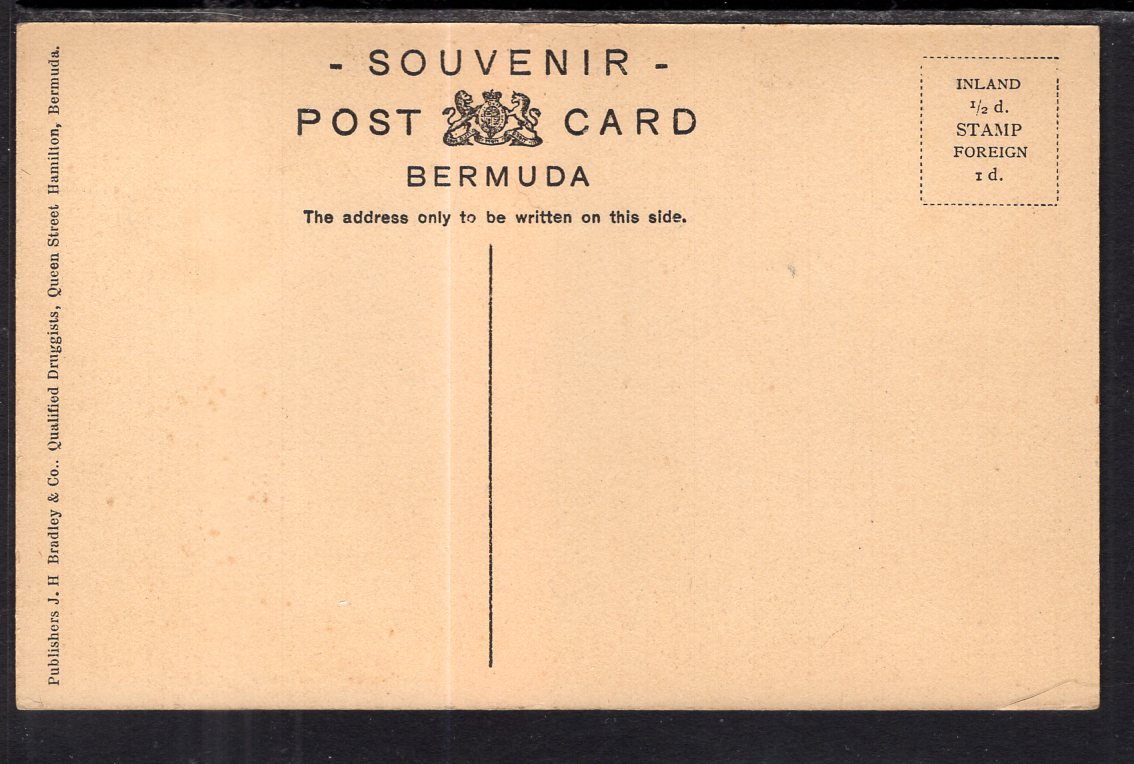 - SOUVENIR -
POST CARD
BERMUDA
The address only to be written on this side.
INLAND
1/2 d.
STAMP
FOREIGN
1 d.
Publishers J. H Bradley & Co.. Qualified Druggists, Queen Street Hamilton, Bermuda.